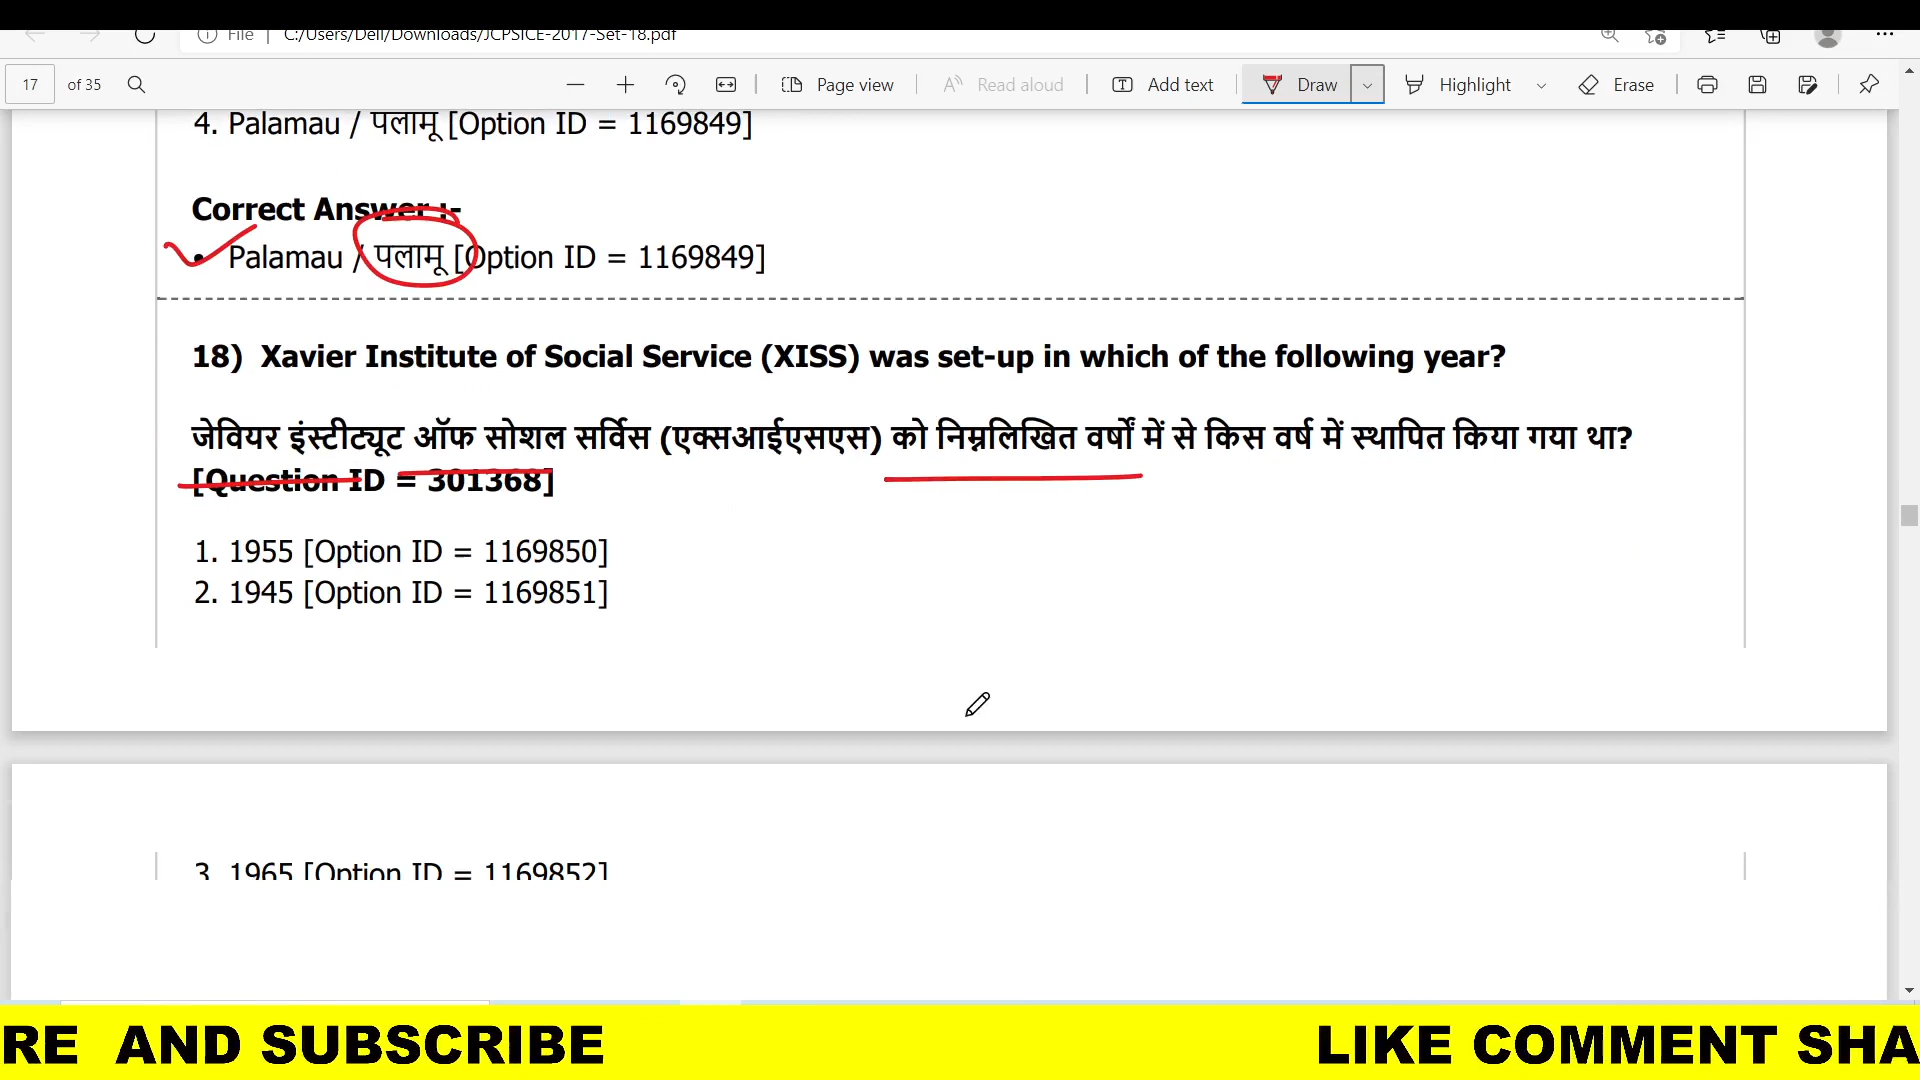 File | C:/Users/Dell/Downloads/JCPSICE-2017-Set-18.pdf
17 of 35 Page view Read aloud Add text Draw Highlight Erase
4. Palamau / पलामू [Option ID = 1169849]
Correct Answer :-
• Palamau / पलामू [Option ID = 1169849]
18) Xavier Institute of Social Service (XISS) was set-up in which of the following year?
जेवियर इंस्टीट्यूट ऑफ सोशल सर्विस (एक्सआईएसएस) को निम्नलिखित वर्षों में से किस वर्ष में स्थापित किया गया था?
[Question ID = 301368]
1. 1955 [Option ID = 1169850]
2. 1945 [Option ID = 1169851]
3. 1965 [Option ID = 1169852]
RE AND SUBSCRIBE LIKE COMMENT SHA